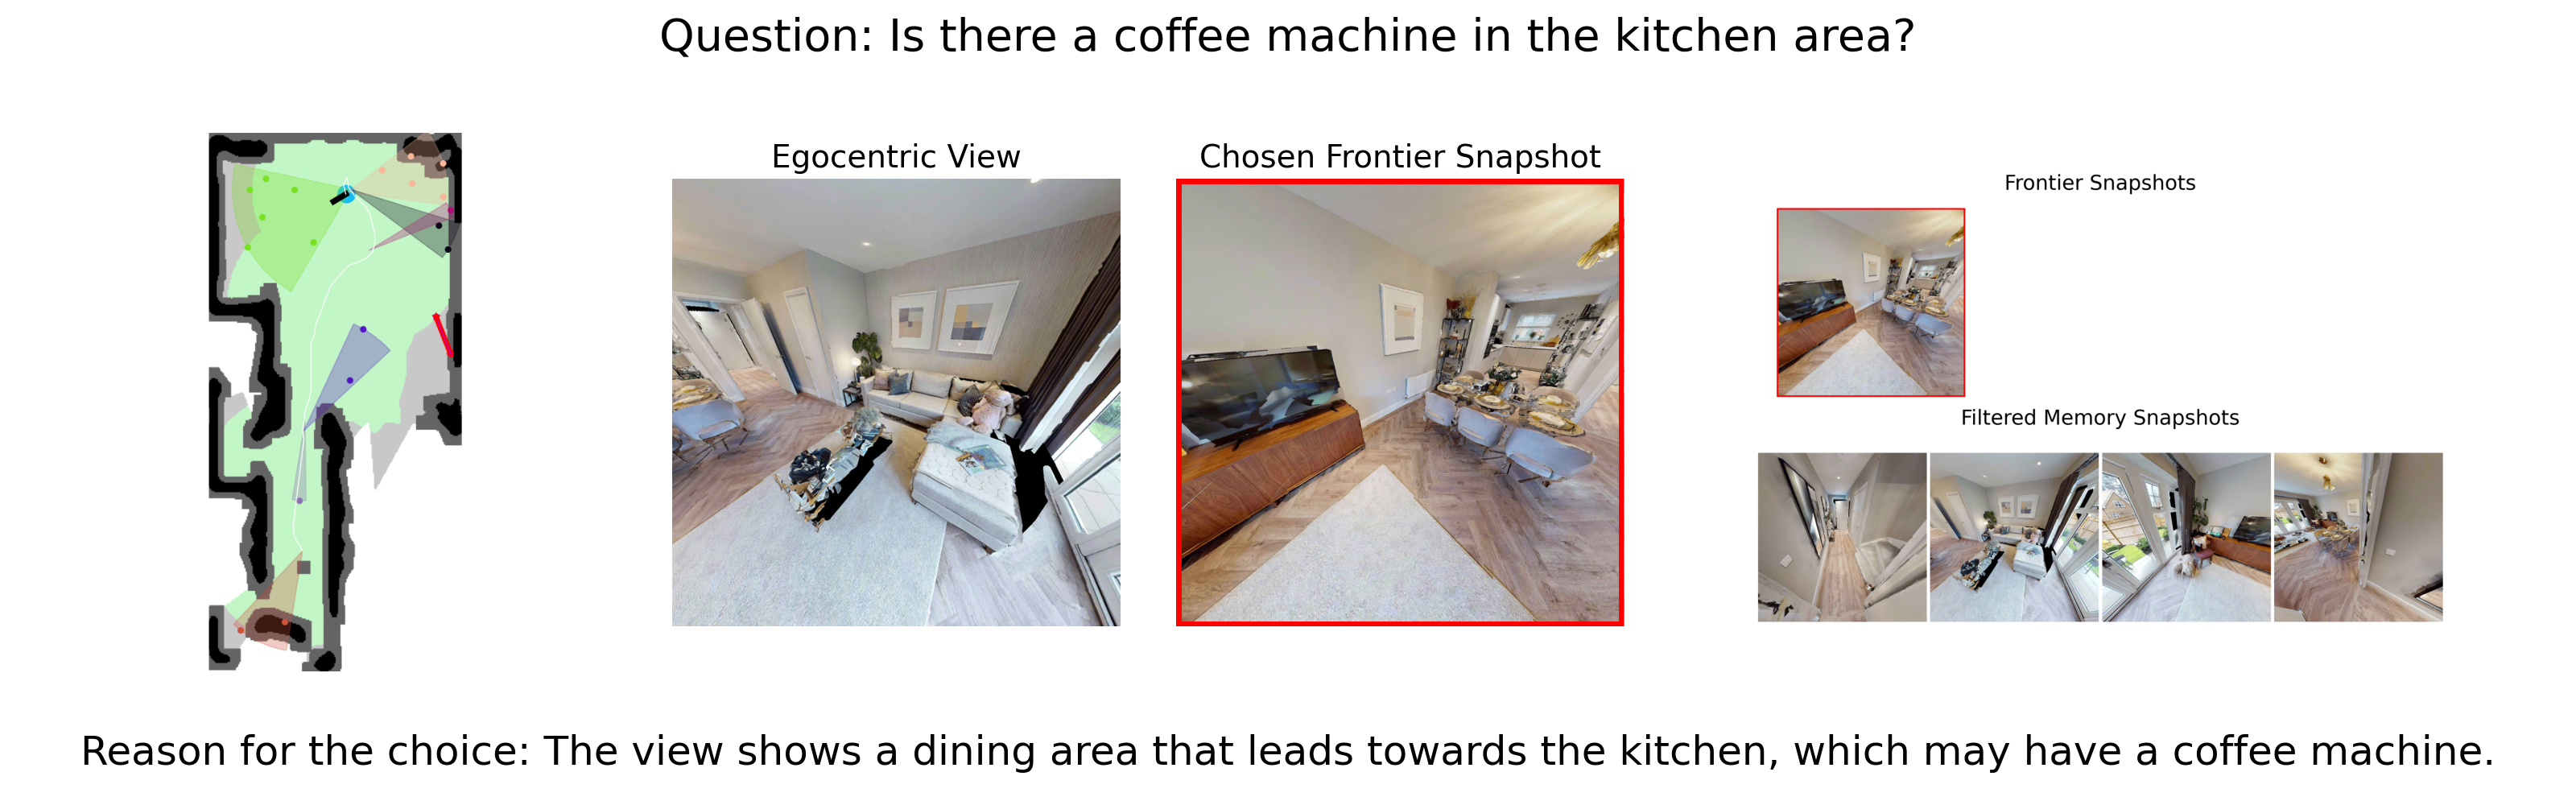 Question: Is there a coffee machine in the kitchen area?
Egocentric View
Chosen Frontier Snapshot
Frontier Snapshots
Filtered Memory Snapshots
Reason for the choice: The view shows a dining area that leads towards the kitchen, which may have a coffee machine.